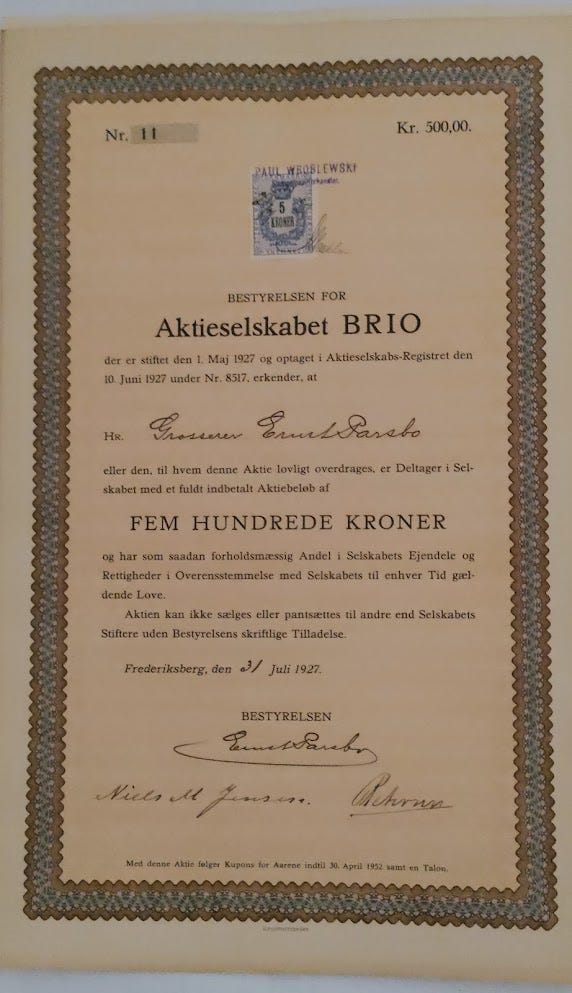 Nr. 11
Kr. 500,00.
PAUL WROBLEWSKI
5
KRONER
BESTYRELSEN FOR
Aktieselskabet BRIO
der er stiftet den 1. Maj 1927 og optaget i Aktieselskabs-Registret den
10. Juni 1927 under Nr. 8517, erkender, at
HR. Grosserer Ernst Parsbo
eller den, til hvem denne Aktie lovligt overdrages, er Deltager i Sel-
skabet med et fuldt indbetalt Aktiebeløb af
FEM HUNDREDE KRONER
og har som saadan forholdsmæssig Andel i Selskabets Ejendele og
Rettigheder i Overensstemmelse med Selskabets til enhver Tid gæl-
dende Love.
Aktien kan ikke sælges eller pantsættes til andre end Selskabets
Stiftere uden Bestyrelsens skriftlige Tilladelse.
Frederiksberg, den 31 Juli 1927.
BESTYRELSEN
Ernst Parsbo
Niels M Jensen.
Med denne Aktie følger Kupons for Aarene indtil 30. April 1952 samt en Talon.